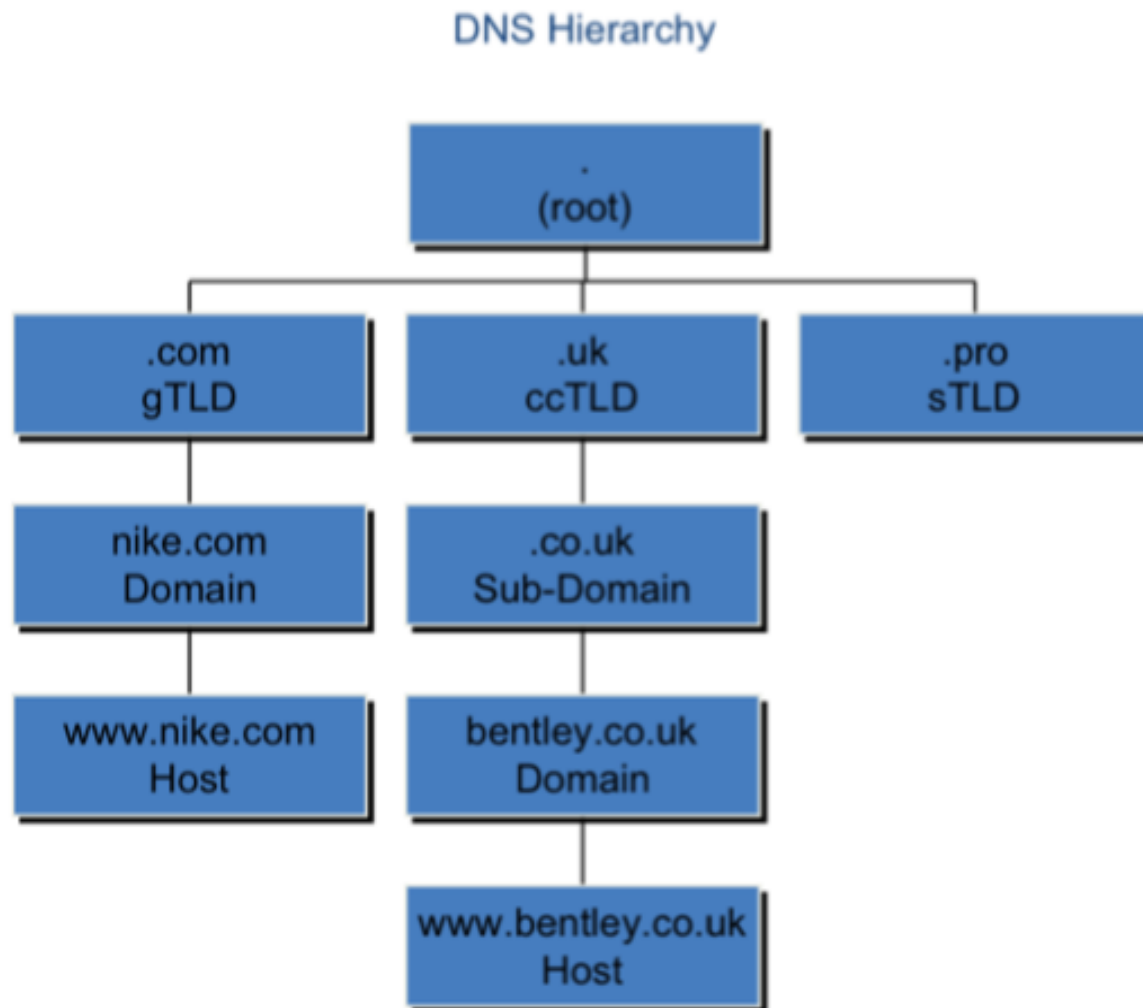 DNS Hierarchy
.
(root)
.com
gTLD
.uk
ccTLD
.pro
sTLD
nike.com
Domain
.co.uk
Sub-Domain
www.nike.com
Host
bentley.co.uk
Domain
www.bentley.co.uk
Host